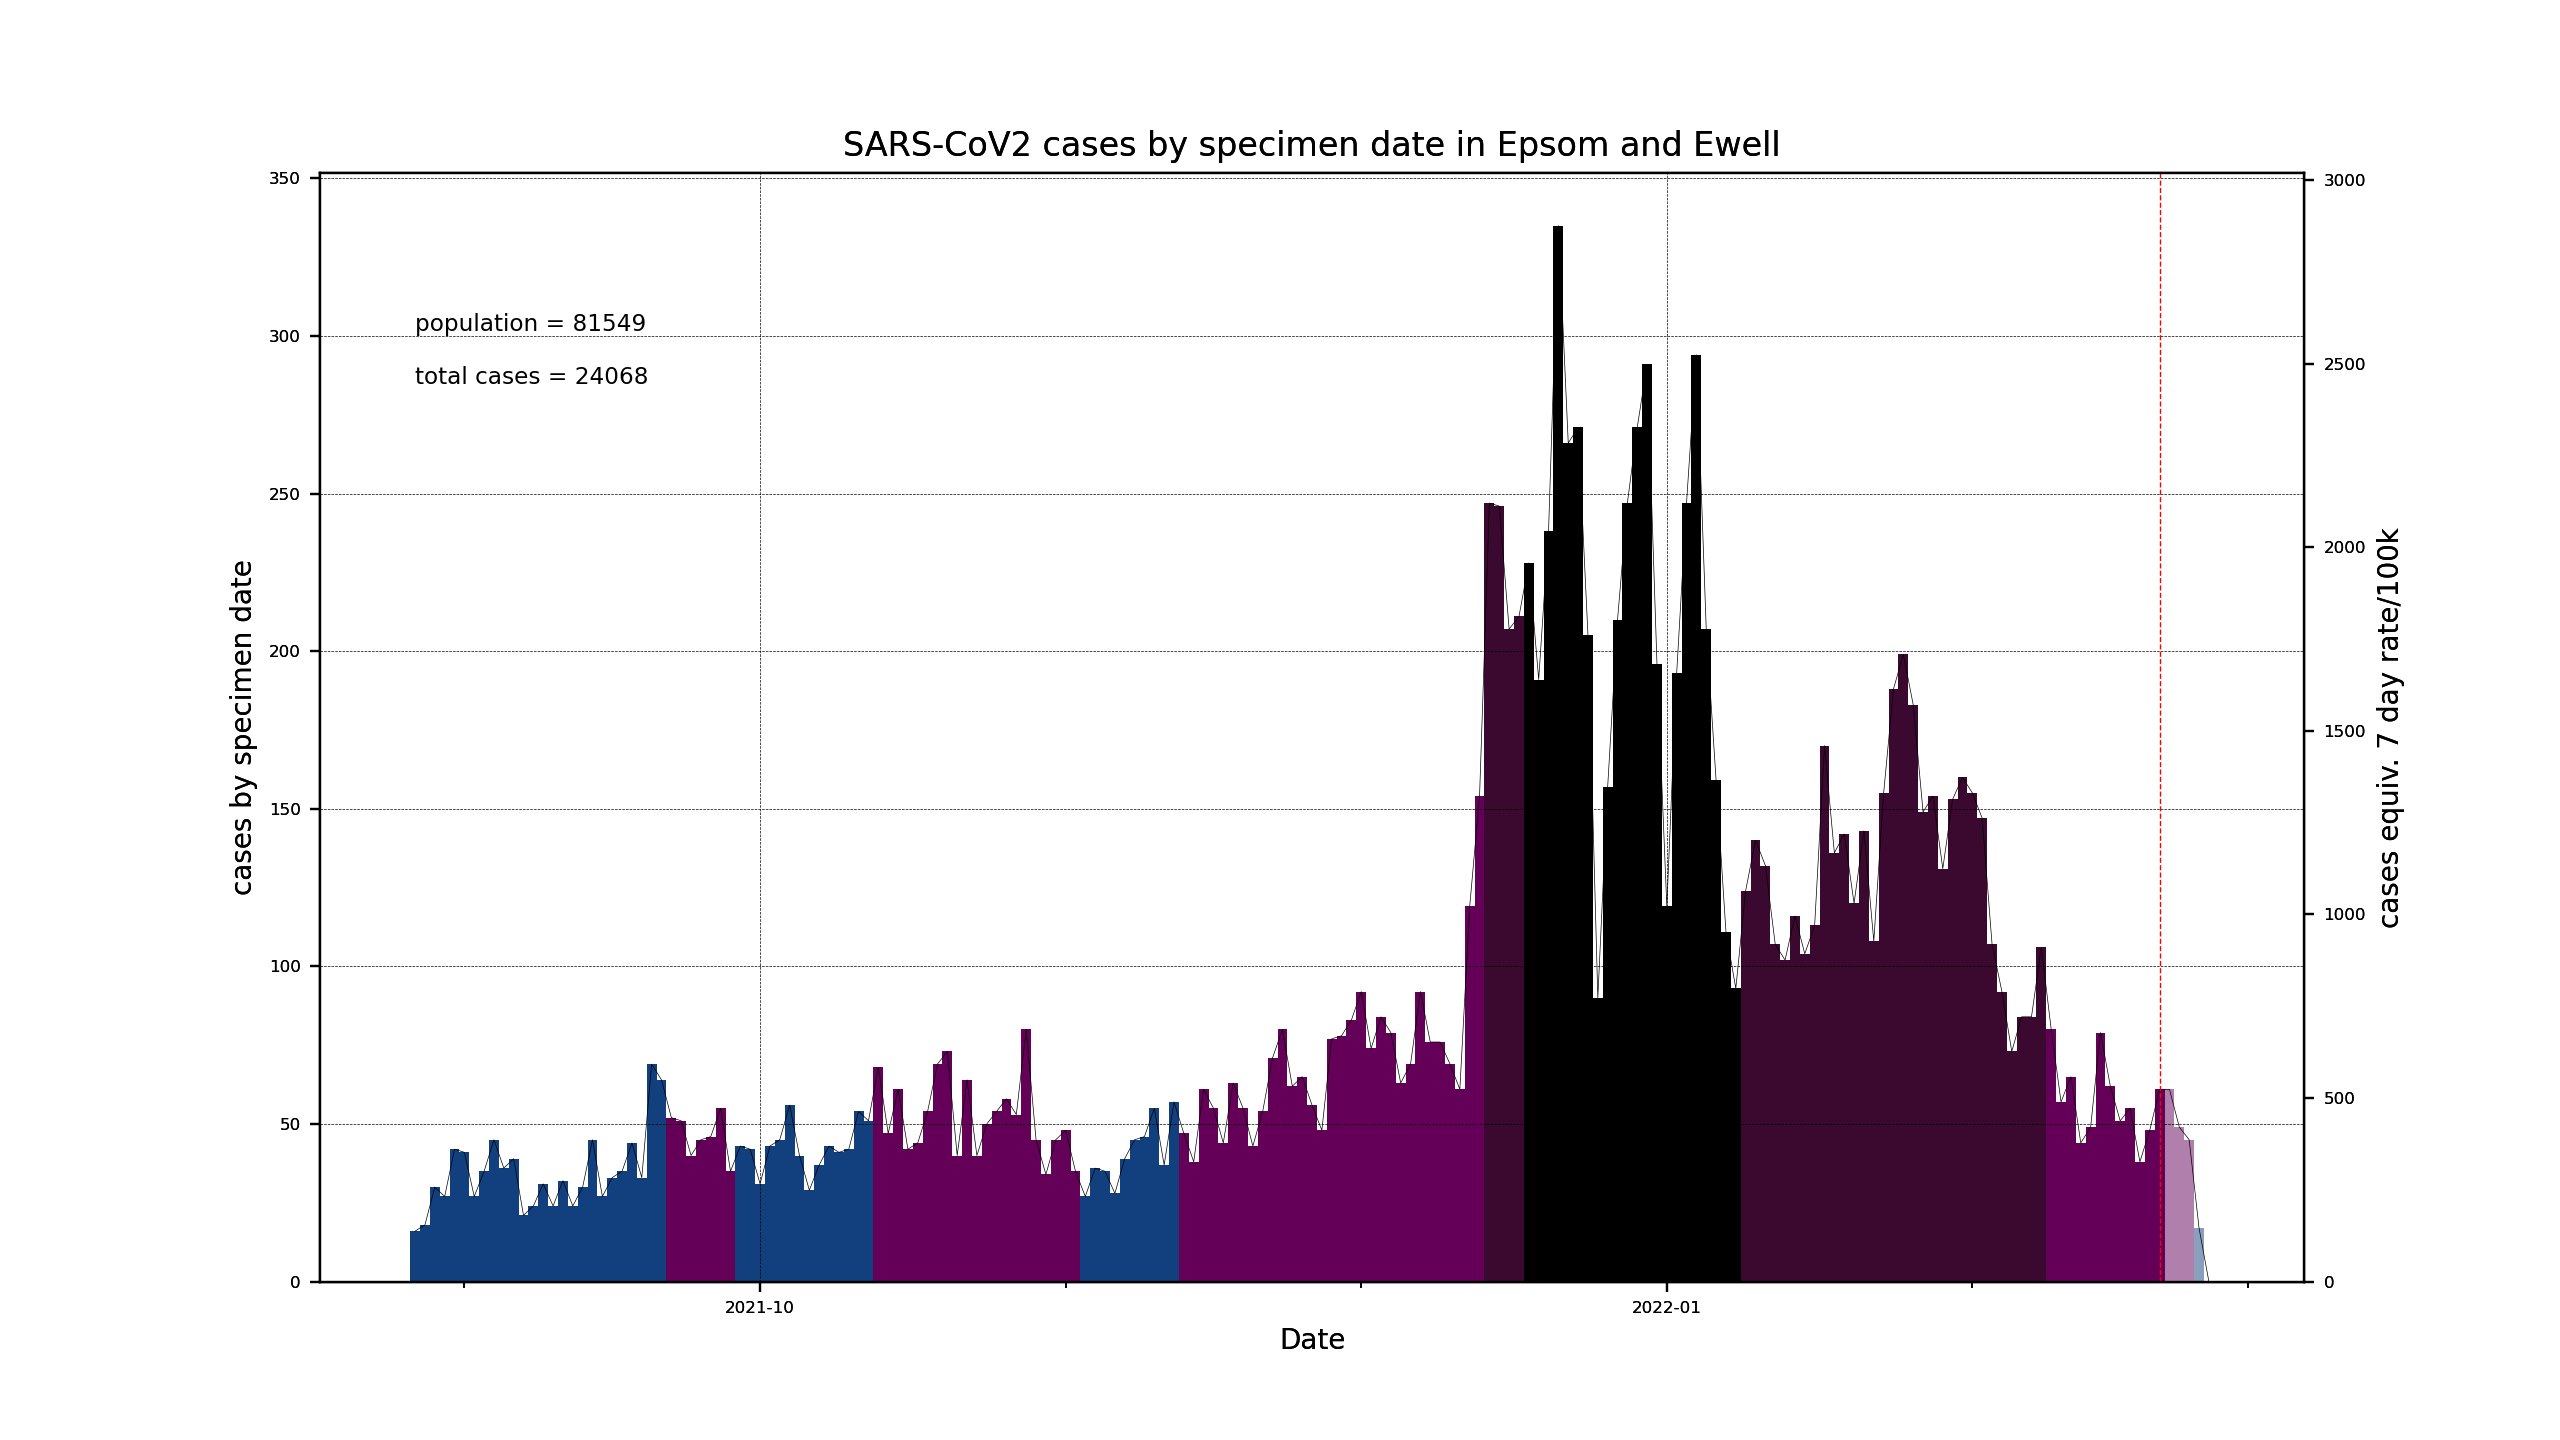 SARS-CoV2 cases by specimen date in Epsom and Ewell
350
300
250
200
150
100
50
0
cases by specimen date
population = 81549
total cases = 24068
3000
2500
2000
1500
1000
500
0
cases equiv. 7 day rate/100k
2021-10
2022-01
Date